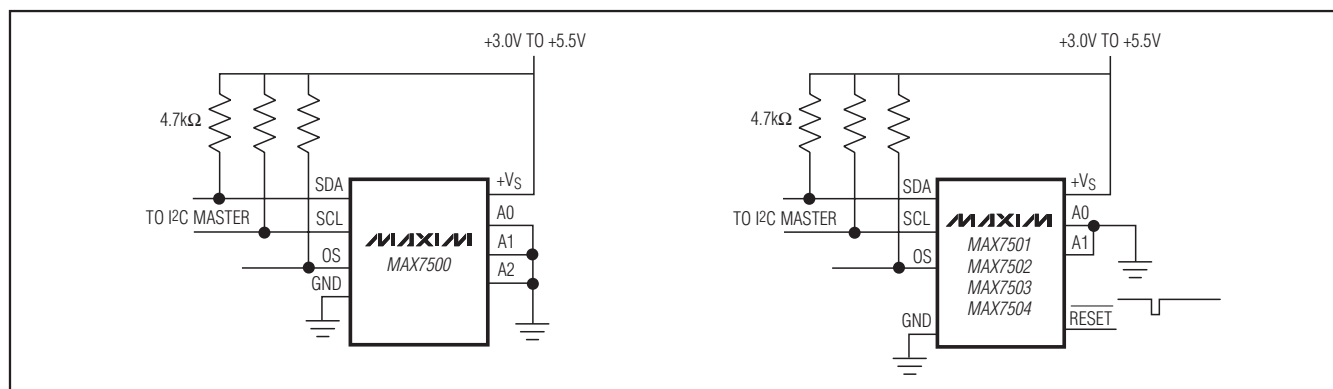 +3.0V TO +5.5V
4.7kΩ
SDA
+VS
TO I2C MASTER
SCL
A0
MAXIM
A1
MAX7500
OS
A2
GND
+3.0V TO +5.5V
4.7kΩ
SDA
+VS
TO I2C MASTER
SCL
A0
MAXIM
A1
MAX7501
OS
MAX7502
MAX7503
MAX7504
GND
RESET